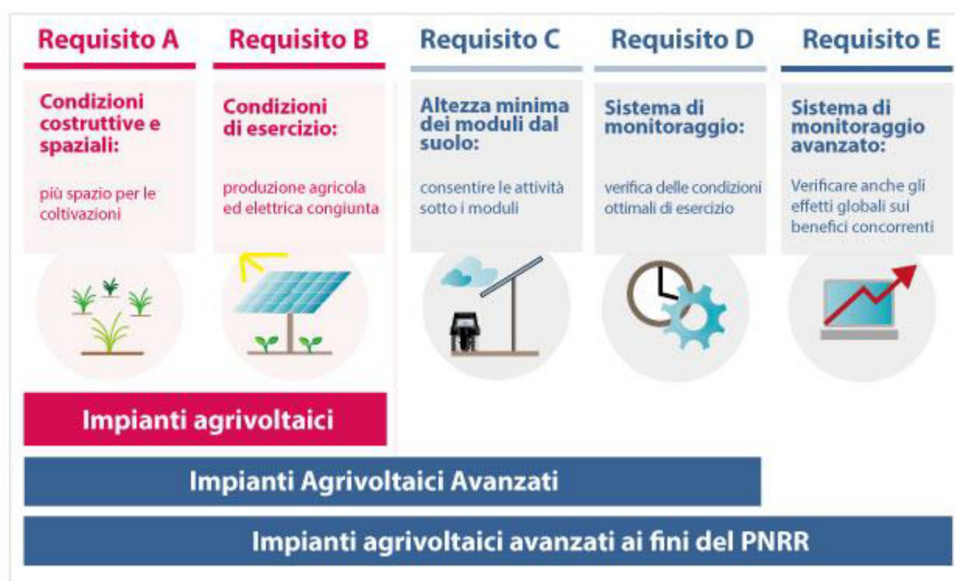 Requisito A
Condizioni
costruttive e
spaziali:
più spazio per le
coltivazioni
Requisito B
Condizioni
di esercizio:
produzione agricola
ed elettrica congiunta
Requisito C
Altezza minima
dei moduli dal
suolo:
consentire le attività
sotto i moduli
Requisito D
Sistema di
monitoraggio:
verifica delle condizioni
ottimali di esercizio
Requisito E
Sistema di
monitoraggio
avanzato:
Verificare anche gli
effetti globali sui
benefici concorrenti
Impianti agrivoltaici
Impianti Agrivoltaici Avanzati
Impianti agrivoltaici avanzati ai fini del PNRR